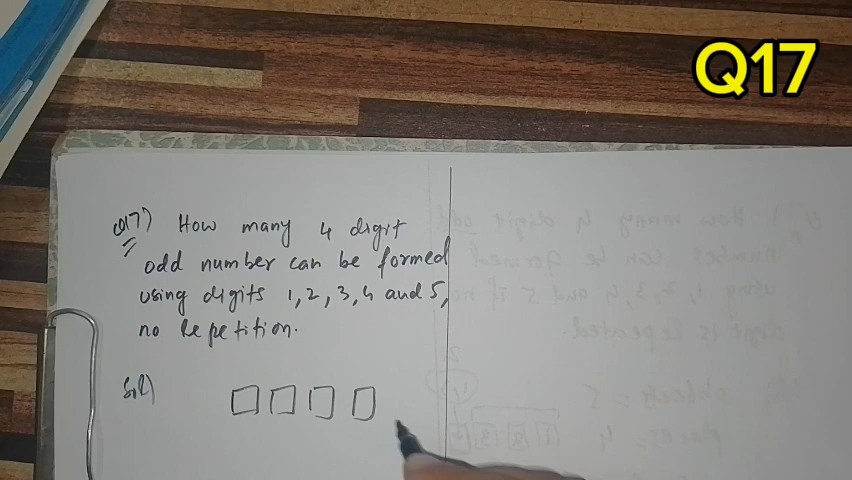 Q17
Q17) How many 4 digit
odd number can be formed
using digits 1,2,3,4 and 5,
no Repetition.
Sol)